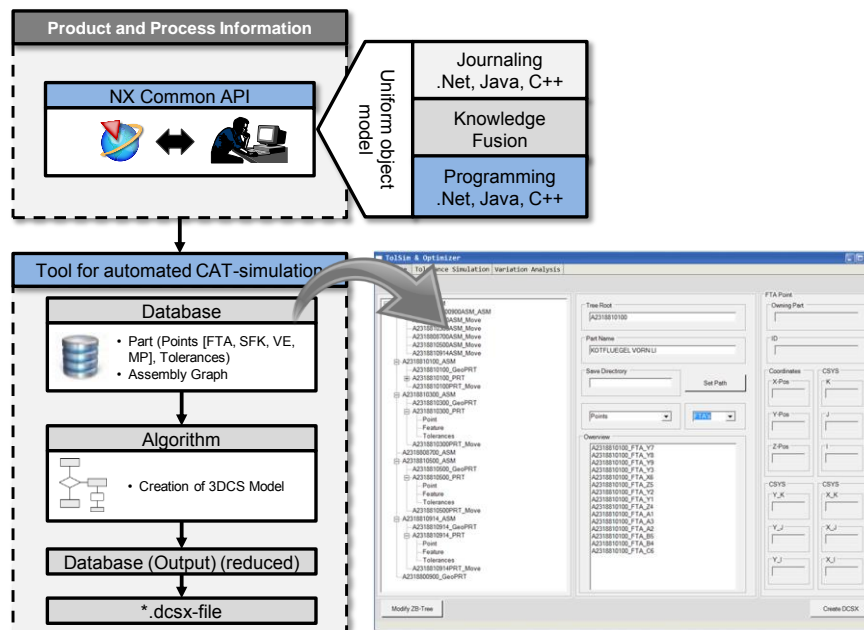 Product and Process Information
NX Common API
Uniform object
model
Journaling
.Net, Java, C++
Knowledge
Fusion
Programming
.Net, Java, C++
Tool for automated CAT-simulation
Database
• Part (Points [FTA, SFK, VE,
MP], Tolerances)
• Assembly Graph
Algorithm
• Creation of 3DCS Model
Database (Output) (reduced)
*.dcsx-file
TolSim & Optimizer
Simulation
Variation Analysis
A2318810300ASM_Move
A2318808700ASM_Move
A2318810500ASM_Move
A2318810914ASM_Move
A2318810100_ASM
A2318810100_GeoPRT
A2318810100_PRT
A2318810100PRT_Move
A2318810300_ASM
A2318810300_GeoPRT
A2318810300_PRT
Point
Feature
Tolerances
A2318810300PRT_Move
A2318808700_ASM
A2318810500_ASM
A2318810500_GeoPRT
A2318810500_PRT
Point
Feature
Tolerances
A2318810500PRT_Move
A2318810914_ASM
A2318810914_GeoPRT
A2318810914_PRT
Point
Feature
Tolerances
A2318810914PRT_Move
A2318800900_GeoPRT
Modify ZB-Tree
Tree Root
A2318810100
Part Name
KOTFLUEGEL VORN LI
Save Directrory
Set Path
Points
FTA's
Overview
A2318810100_FTA_Y7
A2318810100_FTA_Y8
A2318810100_FTA_Y9
A2318810100_FTA_Y3
A2318810100_FTA_X6
A2318810100_FTA_Z5
A2318810100_FTA_Y2
A2318810100_FTA_Y1
A2318810100_FTA_Z4
A2318810100_FTA_A1
A2318810100_FTA_A3
A2318810100_FTA_A2
A2318810100_FTA_B5
A2318810100_FTA_B4
A2318810100_FTA_C6
FTA Point
Owning Part
ID
Coordinates
CSYS
X-Pos
K
Y-Pos
J
Z-Pos
I
CSYS
CSYS
Y_K
X_K
Y_J
X_J
Y_I
X_I
Create DCSX